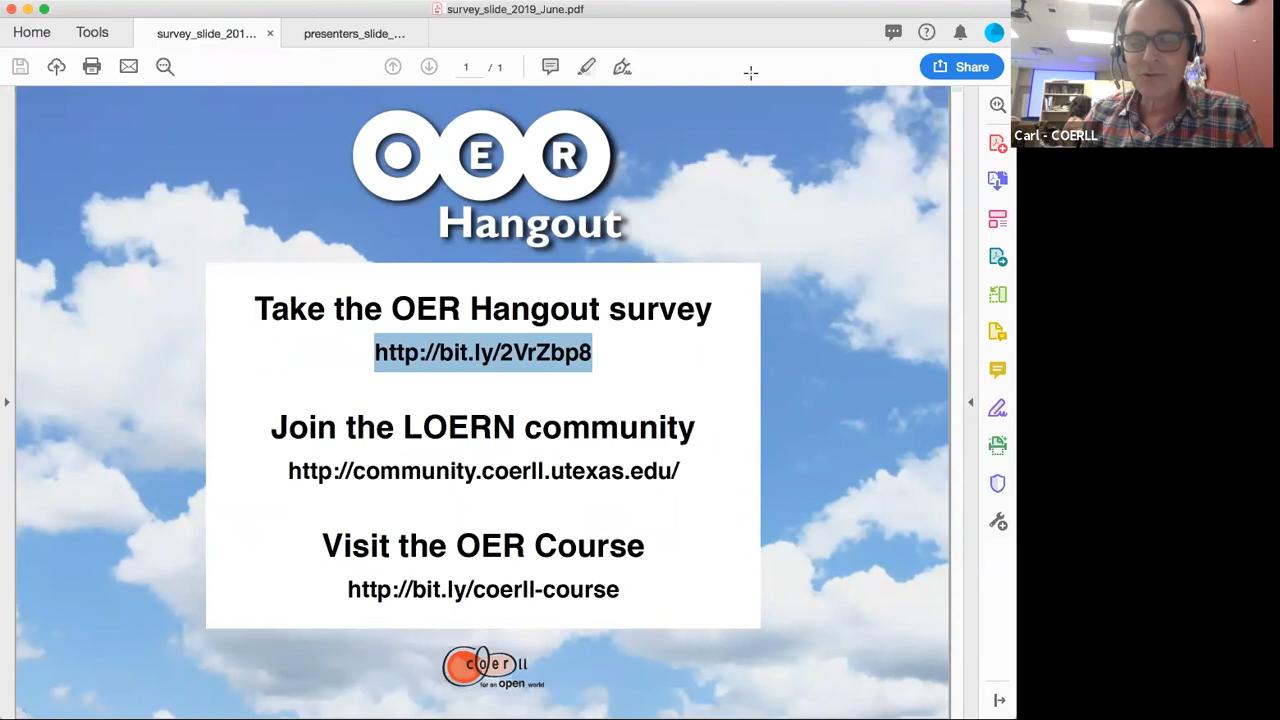 survey_slide_2019_June.pdf
Home
Tools
survey_slide_201... ×
presenters_slide_...
1 / 1
Share
Carl - COERLL
OER
Hangout
Take the OER Hangout survey
http://bit.ly/2VrZbp8
Join the LOERN community
http://community.coerll.utexas.edu/
Visit the OER Course
http://bit.ly/coerll-course
coerll
for an open world